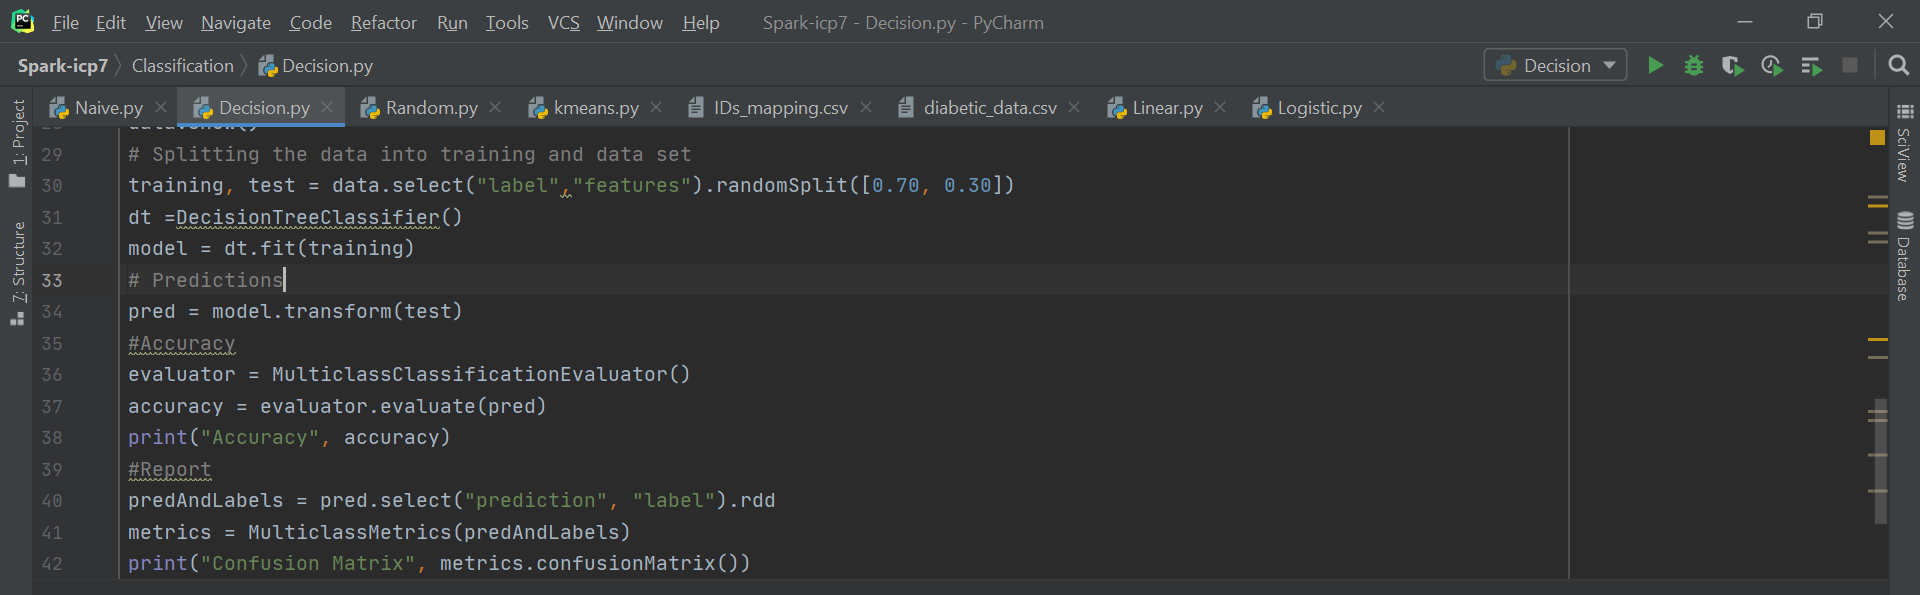 PC File Edit View Navigate Code Refactor Run Tools VCS Window Help Spark-icp7 - Decision.py - PyCharm
Spark-icp7 Classification Decision.py Decision
Naive.py Decision.py Random.py kmeans.py IDs_mapping.csv diabetic_data.csv Linear.py Logistic.py
1: Project
7: Structure
29 # Splitting the data into training and data set
30 training, test = data.select("label","features").randomSplit([0.70, 0.30])
31 dt =DecisionTreeClassifier()
32 model = dt.fit(training)
33 # Predictions
34 pred = model.transform(test)
35 #Accuracy
36 evaluator = MulticlassClassificationEvaluator()
37 accuracy = evaluator.evaluate(pred)
38 print("Accuracy", accuracy)
39 #Report
40 predAndLabels = pred.select("prediction", "label").rdd
41 metrics = MulticlassMetrics(predAndLabels)
42 print("Confusion Matrix", metrics.confusionMatrix())
SciView
Database